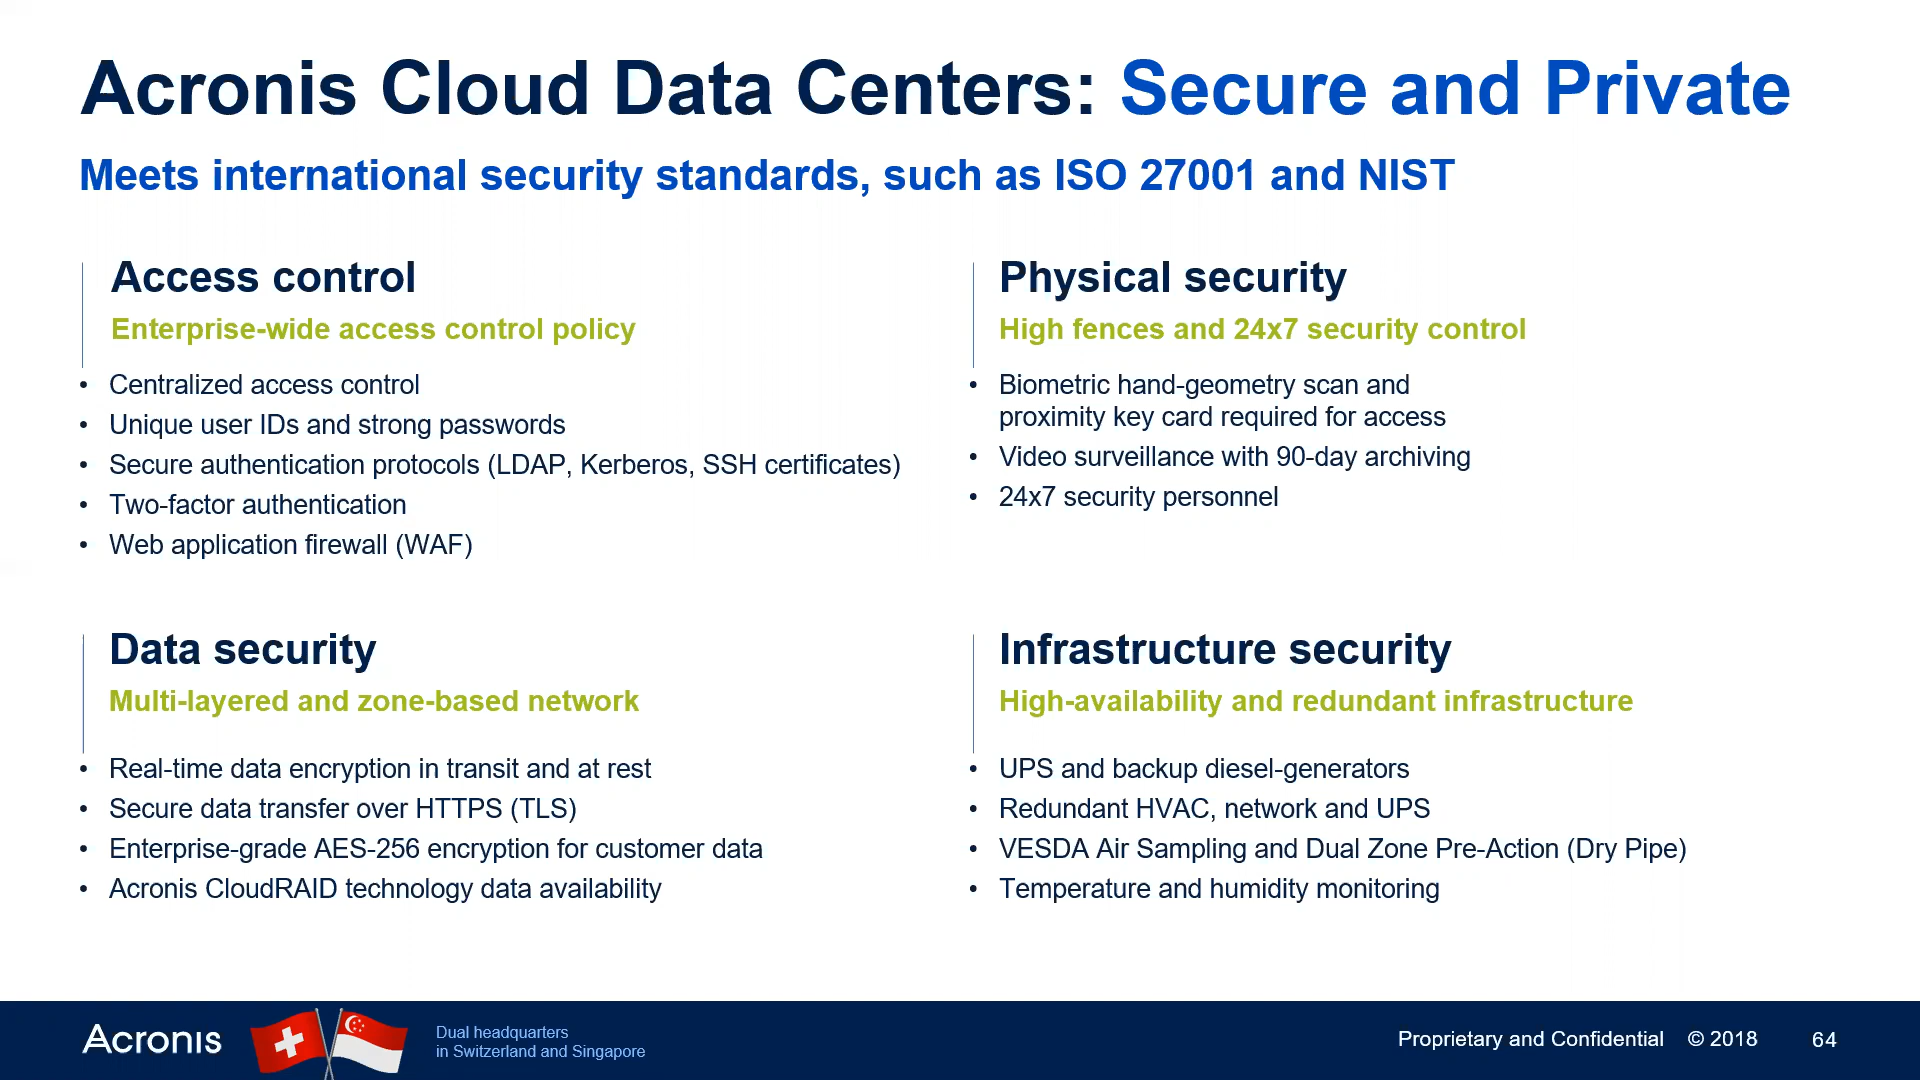 Acronis Cloud Data Centers: Secure and Private
Meets international security standards, such as ISO 27001 and NIST
Access control
Enterprise-wide access control policy
• Centralized access control
• Unique user IDs and strong passwords
• Secure authentication protocols (LDAP, Kerberos, SSH certificates)
• Two-factor authentication
• Web application firewall (WAF)
Physical security
High fences and 24x7 security control
• Biometric hand-geometry scan and
proximity key card required for access
• Video surveillance with 90-day archiving
• 24x7 security personnel
Data security
Multi-layered and zone-based network
• Real-time data encryption in transit and at rest
• Secure data transfer over HTTPS (TLS)
• Enterprise-grade AES-256 encryption for customer data
• Acronis CloudRAID technology data availability
Infrastructure security
High-availability and redundant infrastructure
• UPS and backup diesel-generators
• Redundant HVAC, network and UPS
• VESDA Air Sampling and Dual Zone Pre-Action (Dry Pipe)
• Temperature and humidity monitoring
Acronis
Dual headquarters
in Switzerland and Singapore
Proprietary and Confidential © 2018 64